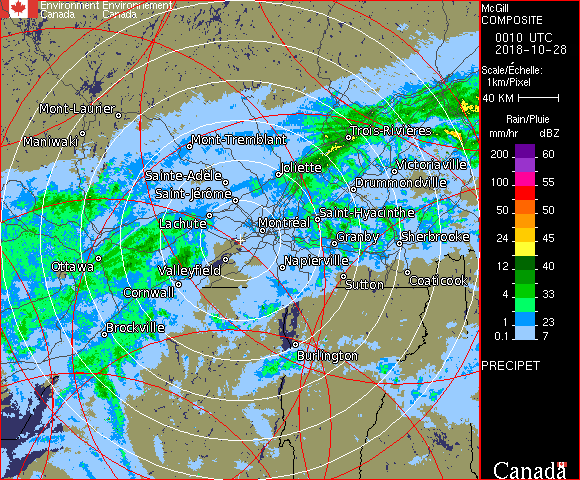 Environment Environnement
Canada Canada
McGill
COMPOSITE
0010 UTC
2018-10-28
Scale/Échelle:
1km/Pixel
40 KM
Rain/Pluie
mm/hr dBZ
200 60
100 55
50 50
24 45
12 40
4 33
0.1 23
7
PRECIPET
Canada
Mont-Laurier
Maniwaki
Mont-Tremblant
Trois-Rivières
Joliette
Victoriaville
Sainte-Adèle
Drummondville
Saint-Jérôme
Saint-Hyacinthe
Lachute
Montréal
Granby
Sherbrooke
Ottawa
Valleyfield
Napierville
Cornwall
Sutton
Coaticook
Brockville
Burlington